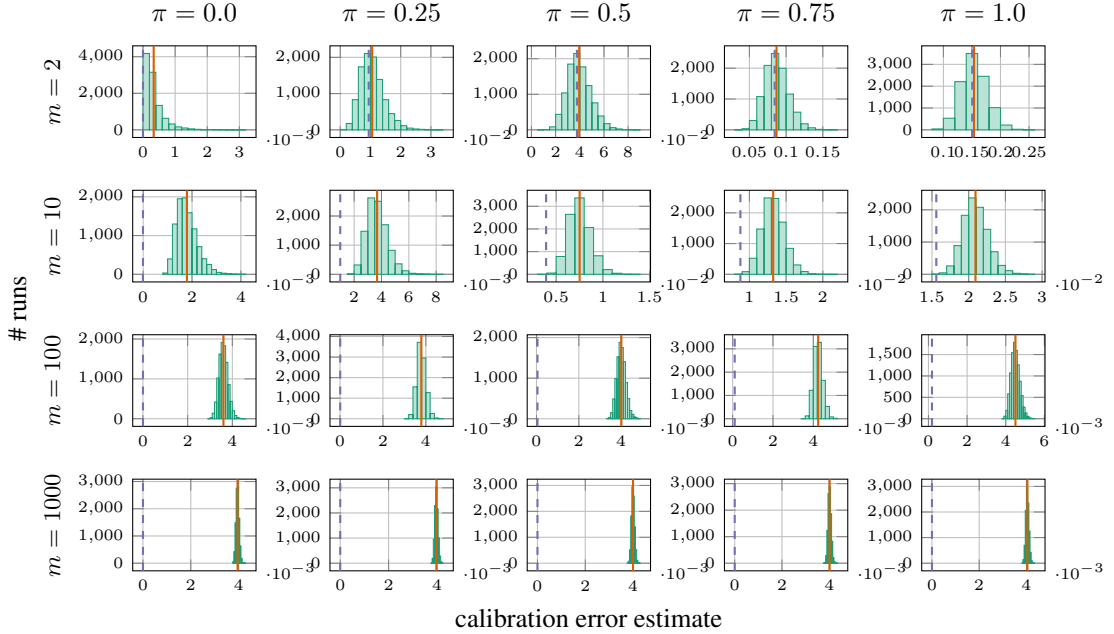 π = 0.0 π = 0.25 π = 0.5 π = 0.75 π = 1.0
m = 2
4,000 2,000 0
0 1 2 3
·10⁻³
2,000 1,000 0
0 1 2 3
·10⁻²
2,000 1,000 0
0 2 4 6 8
·10⁻²
2,000 1,000 0
0.05 0.1 0.15
3,000 2,000 1,000 0
0.1 0.15 0.2 0.25
m = 10
2,000 1,000 0
0 2 4
·10⁻³
2,000 1,000 0
2 4 6 8
·10⁻³
3,000 2,000 1,000 0
0.5 1 1.5
·10⁻²
2,000 1,000 0
1 1.5 2
·10⁻²
2,000 1,000 0
1.5 2 2.5 3
·10⁻²
m = 100
2,000 1,000 0
0 2 4
·10⁻³
4,000 3,000 2,000 1,000 0
0 2 4
·10⁻³
2,000 1,000 0
0 2 4
·10⁻³
3,000 2,000 1,000 0
0 2 4
·10⁻³
1,500 1,000 500 0
0 2 4 6
·10⁻³
m = 1000
3,000 2,000 1,000 0
0 2 4
·10⁻³
3,000 2,000 1,000 0
0 2 4
·10⁻³
3,000 2,000 1,000 0
0 2 4
·10⁻³
3,000 2,000 1,000 0
0 2 4
·10⁻³
3,000 2,000 1,000 0
0 2 4
·10⁻³
# runs
calibration error estimate